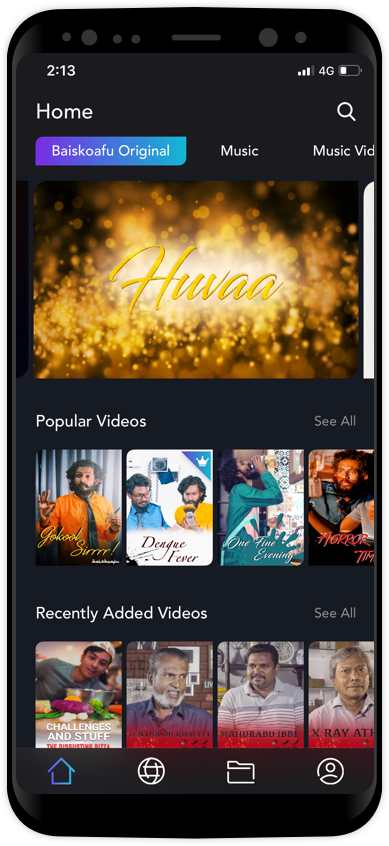 2:13
4G
Home
Baiskoafu Original
Music
Music Vid
Huvaa
Popular Videos
See All
Gokool
Sirrrr!
Dengue
Fever
One Fine
Evening
HORROR
TIM
Recently Added Videos
See All
CHALLENGES
AND STUFF
THE DISGUSTING PIZZA
MAHURABU IBBE
X RAY ATH